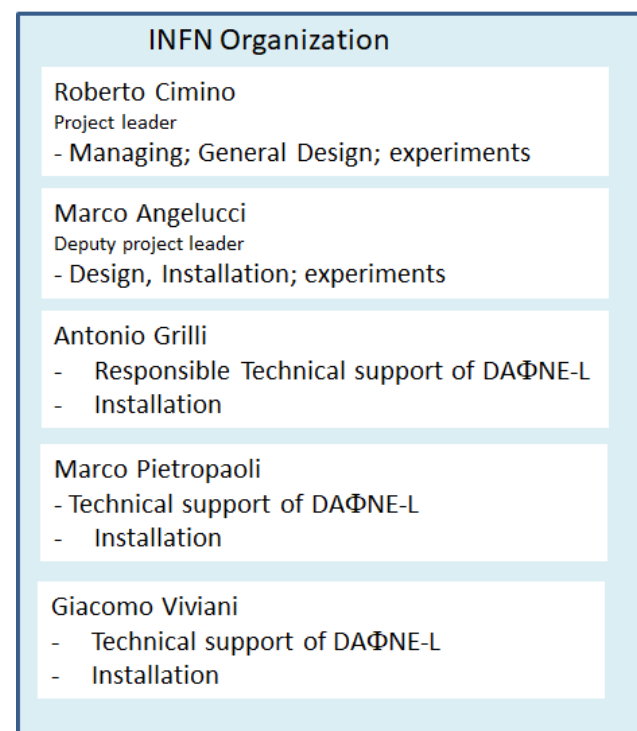 INFN Organization
Roberto Cimino
Project leader
- Managing; General Design; experiments
Marco Angelucci
Deputy project leader
- Design, Installation; experiments
Antonio Grilli
- Responsible Technical support of DAΦNE-L
- Installation
Marco Pietropaoli
- Technical support of DAΦNE-L
- Installation
Giacomo Viviani
- Technical support of DAΦNE-L
- Installation